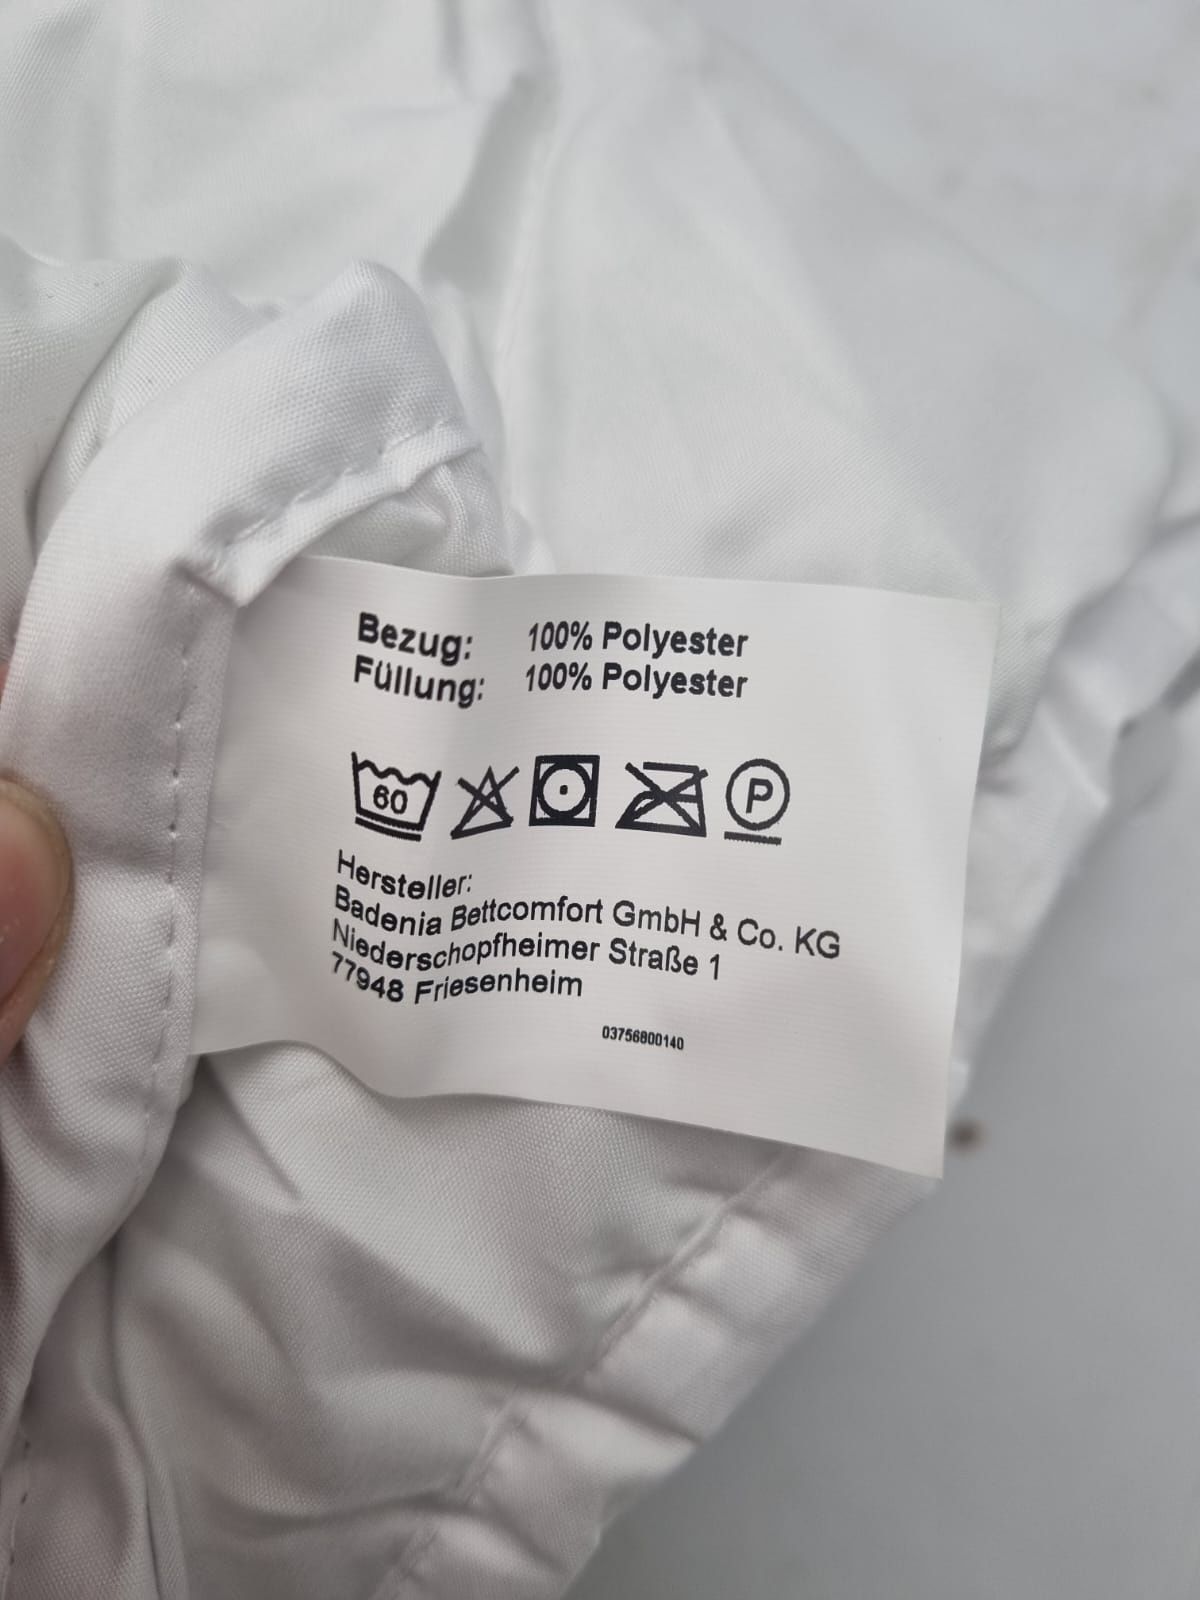 Bezug: 100% Polyester
Füllung: 100% Polyester
60 P
Hersteller:
Badenia Bettcomfort GmbH & Co. KG
Niederschopfheimer Straße 1
77948 Friesenheim
03756800140